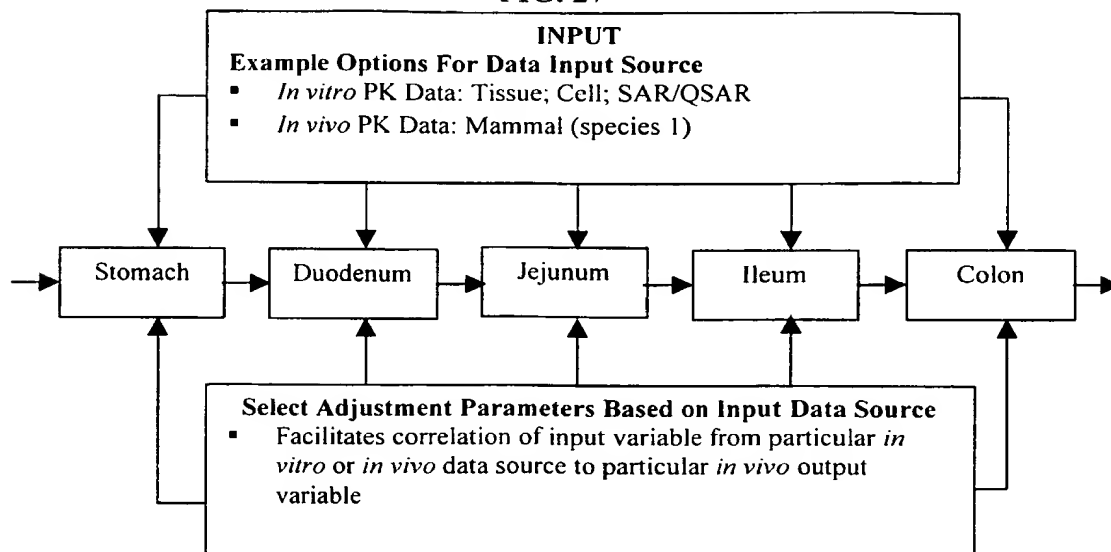 INPUT
Example Options For Data Input Source
▪ In vitro PK Data: Tissue; Cell; SAR/QSAR
▪ In vivo PK Data: Mammal (species 1)
Stomach
Duodenum
Jejunum
Ileum
Colon
Select Adjustment Parameters Based on Input Data Source
▪ Facilitates correlation of input variable from particular in
vitro or in vivo data source to particular in vivo output
variable